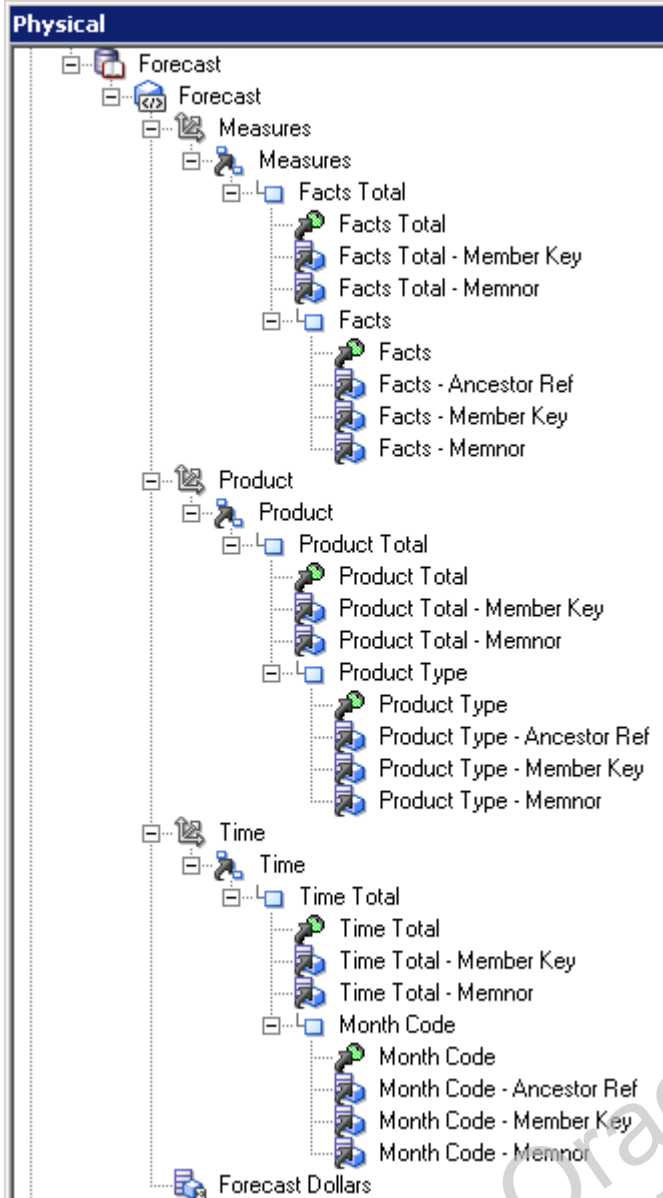 Physical
Forecast
Forecast
Measures
Measures
Facts Total
Facts Total
Facts Total - Member Key
Facts Total - Memnor
Facts
Facts
Facts - Ancestor Ref
Facts - Member Key
Facts - Memnor
Product
Product
Product Total
Product Total
Product Total - Member Key
Product Total - Memnor
Product Type
Product Type
Product Type - Ancestor Ref
Product Type - Member Key
Product Type - Memnor
Time
Time
Time Total
Time Total
Time Total - Member Key
Time Total - Memnor
Month Code
Month Code
Month Code - Ancestor Ref
Month Code - Member Key
Month Code - Memnor
Forecast Dollars